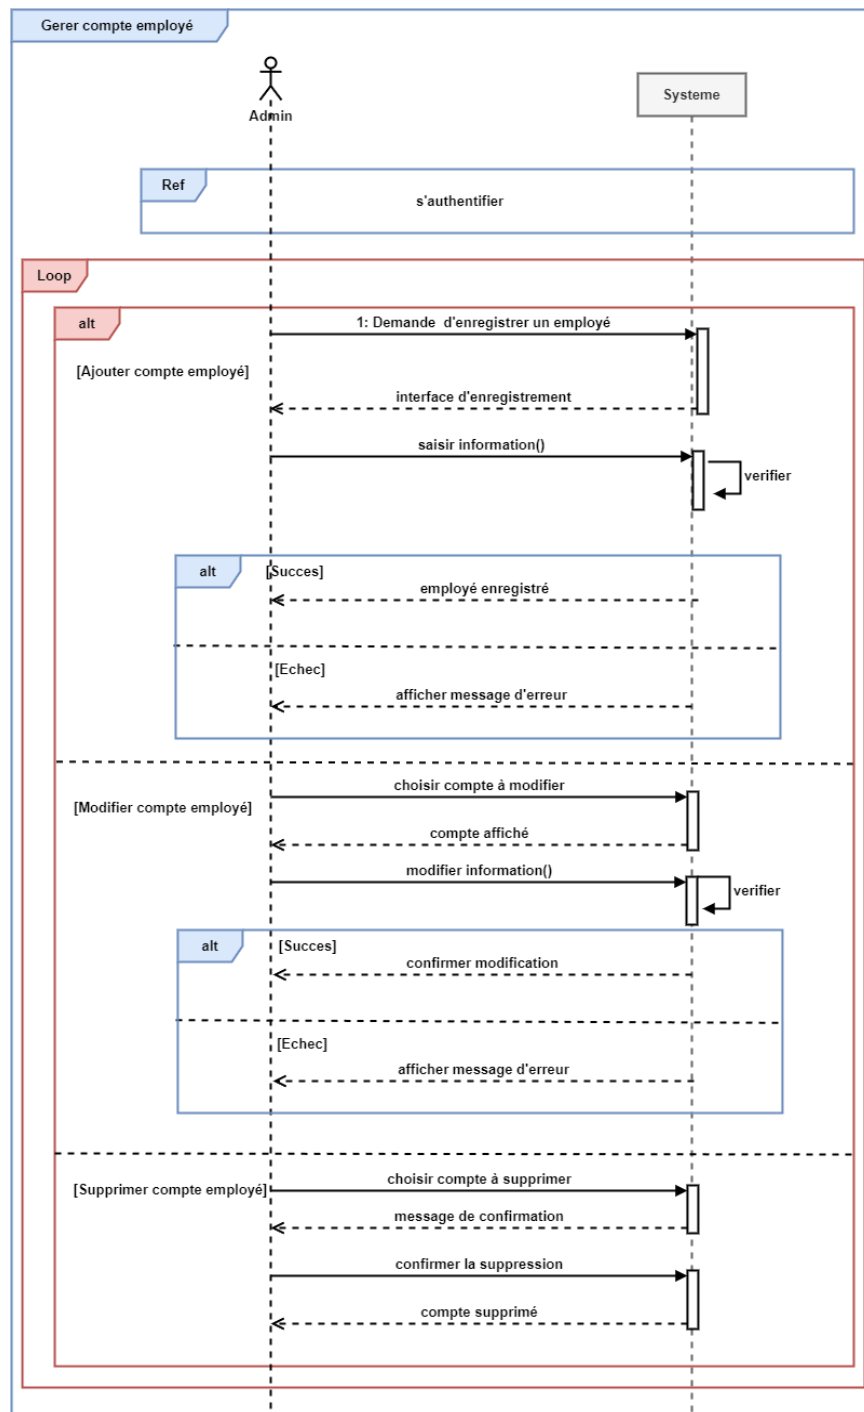 Gerer compte employé
Admin
Systeme
Ref
s'authentifier
Loop
alt
1: Demande  d'enregistrer un employé
[Ajouter compte employé]
interface d'enregistrement
saisir information()
verifier
alt
[Succes]
employé enregistré
[Echec]
afficher message d'erreur
choisir compte à modifier
[Modifier compte employé]
compte affiché
modifier information()
verifier
alt
[Succes]
confirmer modification
[Echec]
afficher message d'erreur
choisir compte à supprimer
[Supprimer compte employé]
message de confirmation
confirmer la suppression
compte supprimé